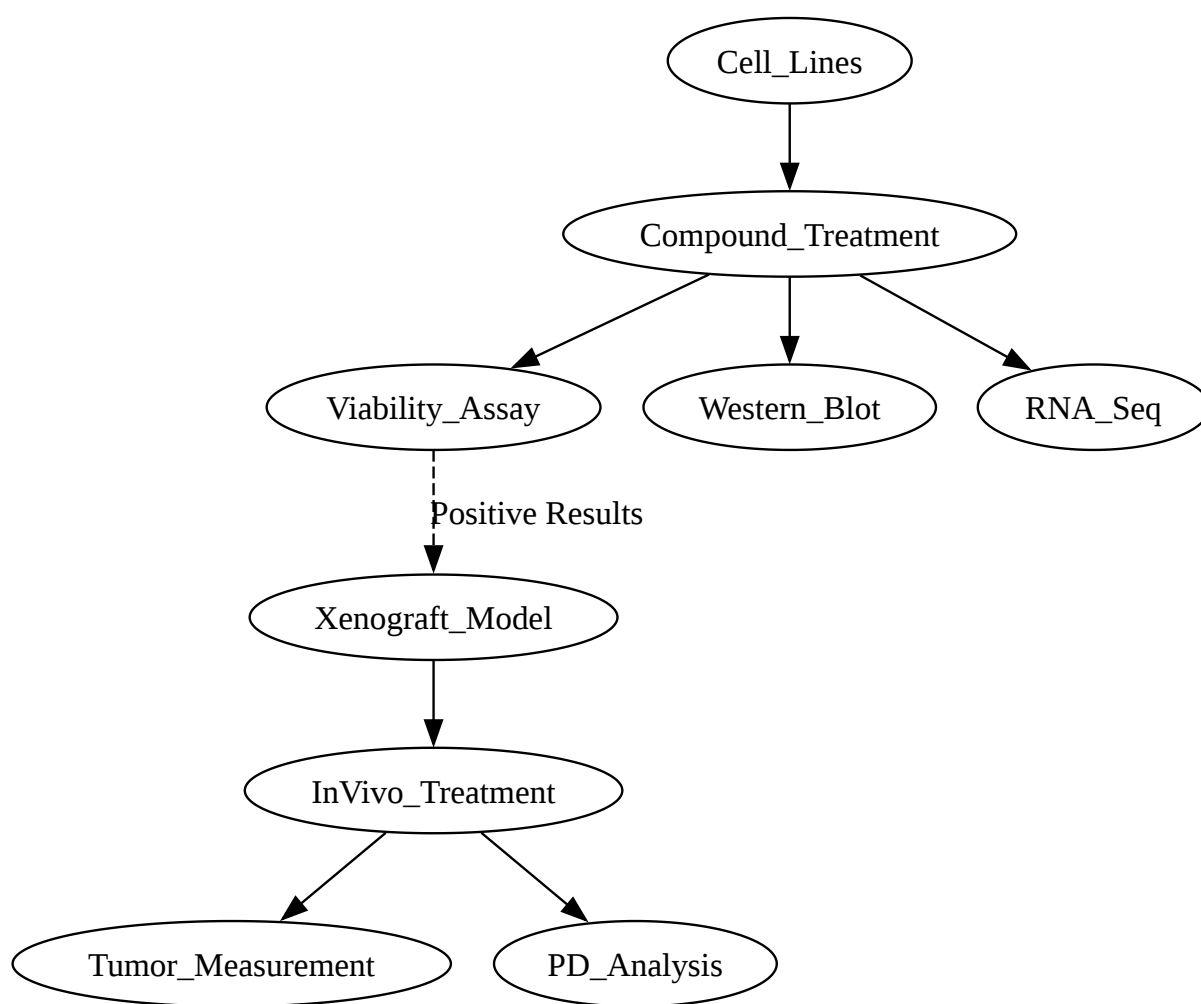 Cell_Lines
Compound_Treatment
Viability_Assay
Western_Blot
RNA_Seq
Positive Results
Xenograft_Model
InVivo_Treatment
Tumor_Measurement
PD_Analysis